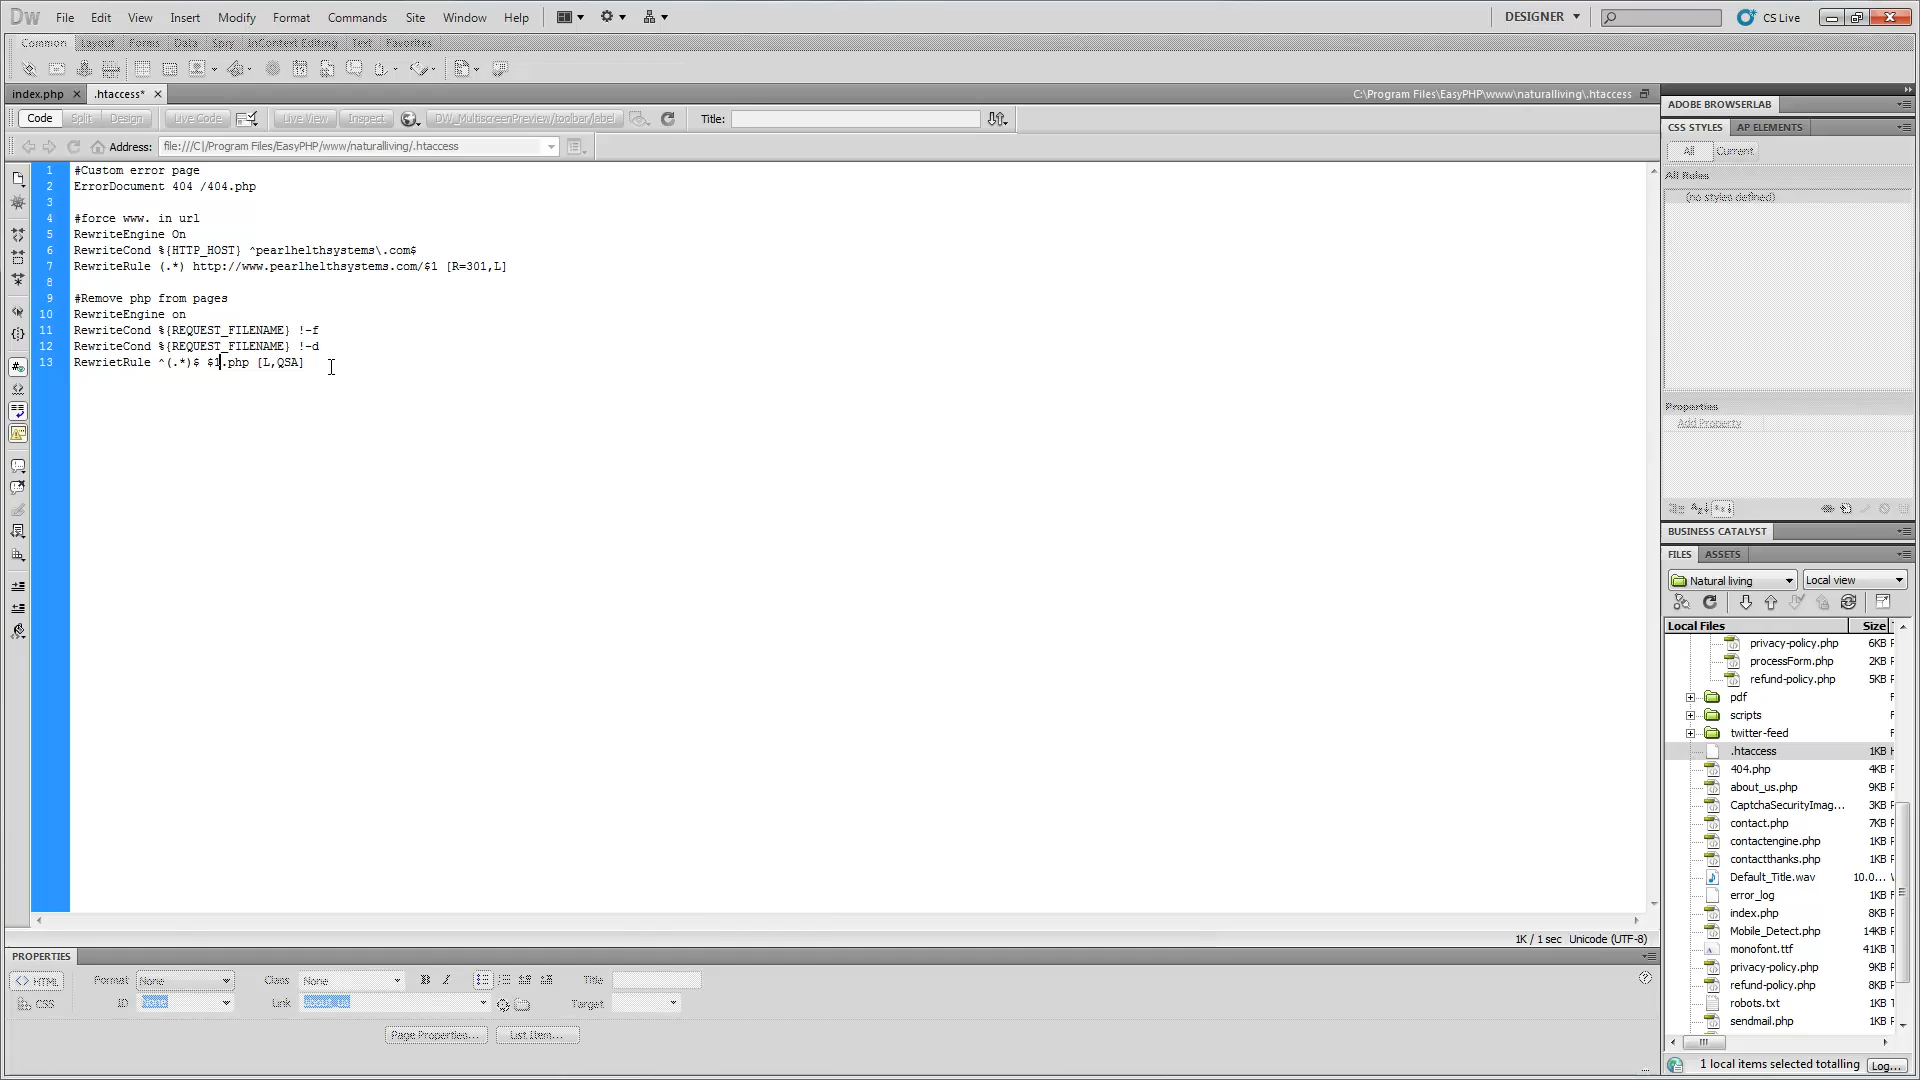 Dw File Edit View Insert Modify Format Commands Site Window Help DESIGNER CS Live
Common Layout Forms Data Spry InContext Editing Text Favorites
index.php .htaccess* C:\Program Files\EasyPHP\www\naturalliving\.htaccess
Code Split Design Live Code Live View Inspect DW_MultiscreenPreview/toolbar/label Title:
Address: file:///C|/Program Files/EasyPHP/www/naturalliving/.htaccess
1 #Custom error page
2 ErrorDocument 404 /404.php
3
4 #force www. in url
5 RewriteEngine On
6 RewriteCond %{HTTP_HOST} ^pearlhelthsystems\.com$
7 RewriteRule (.*) http://www.pearlhelthsystems.com/$1 [R=301,L]
8
9 #Remove php from pages
10 RewriteEngine on
11 RewriteCond %{REQUEST_FILENAME} !-f
12 RewriteCond %{REQUEST_FILENAME} !-d
13 RewrietRule ^(.*)$ $1.php [L,QSA]
1K / 1 sec Unicode (UTF-8)
PROPERTIES
HTML Format None Class None B I Title
CSS ID None Link about_us Target
Page Properties... List Item...
ADOBE BROWSERLAB
CSS STYLES AP ELEMENTS
All Current
All Rules
(no styles defined)
Properties
Add Property
BUSINESS CATALYST
FILES ASSETS
Natural living Local view
Local Files Size
privacy-policy.php 6KB
processForm.php 2KB
refund-policy.php 5KB
pdf
scripts
twitter-feed
.htaccess 1KB
404.php 4KB
about_us.php 9KB
CaptchaSecurityImag... 3KB
contact.php 7KB
contactengine.php 1KB
contactthanks.php 1KB
Default_Title.wav 10.0...
error_log 1KB
index.php 8KB
Mobile_Detect.php 14KB
monofont.ttf 41KB
privacy-policy.php 9KB
refund-policy.php 8KB
robots.txt 1KB
sendmail.php 1KB
1 local items selected totalling Log...